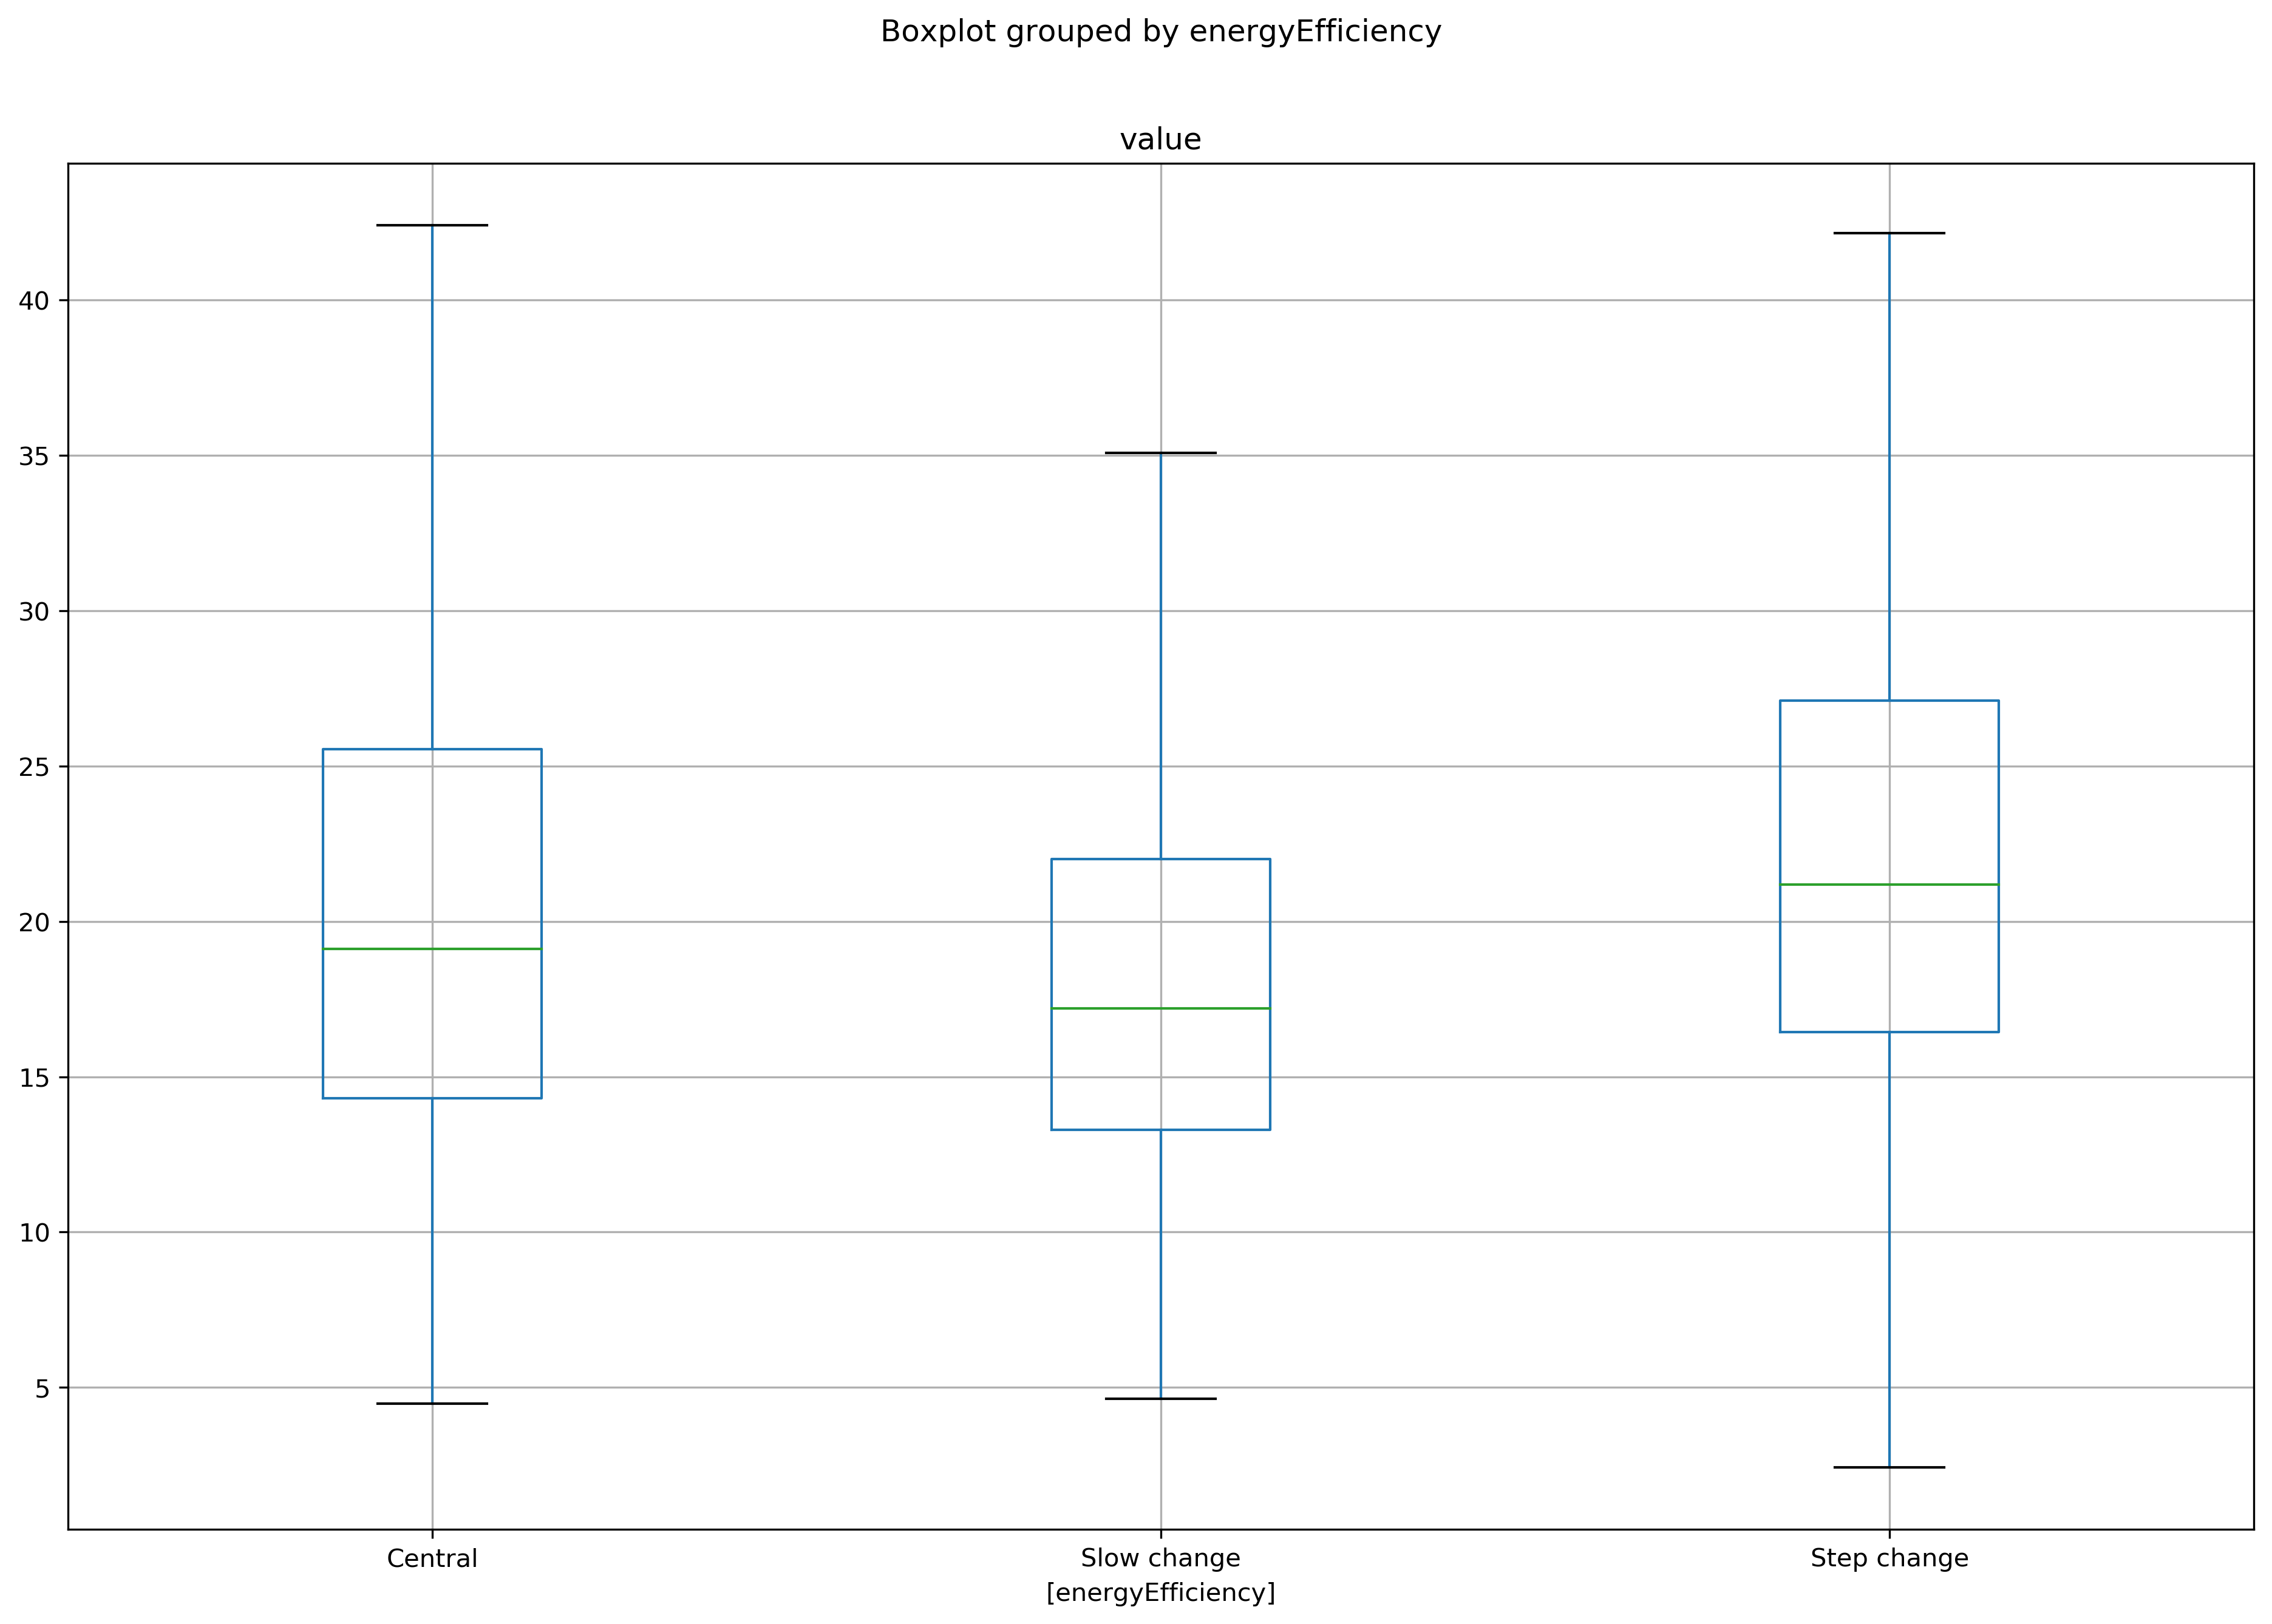 Boxplot grouped by energyEfficiency
value
40
35
30
25
20
15
10
5
Central Slow change Step change
[energyEfficiency]